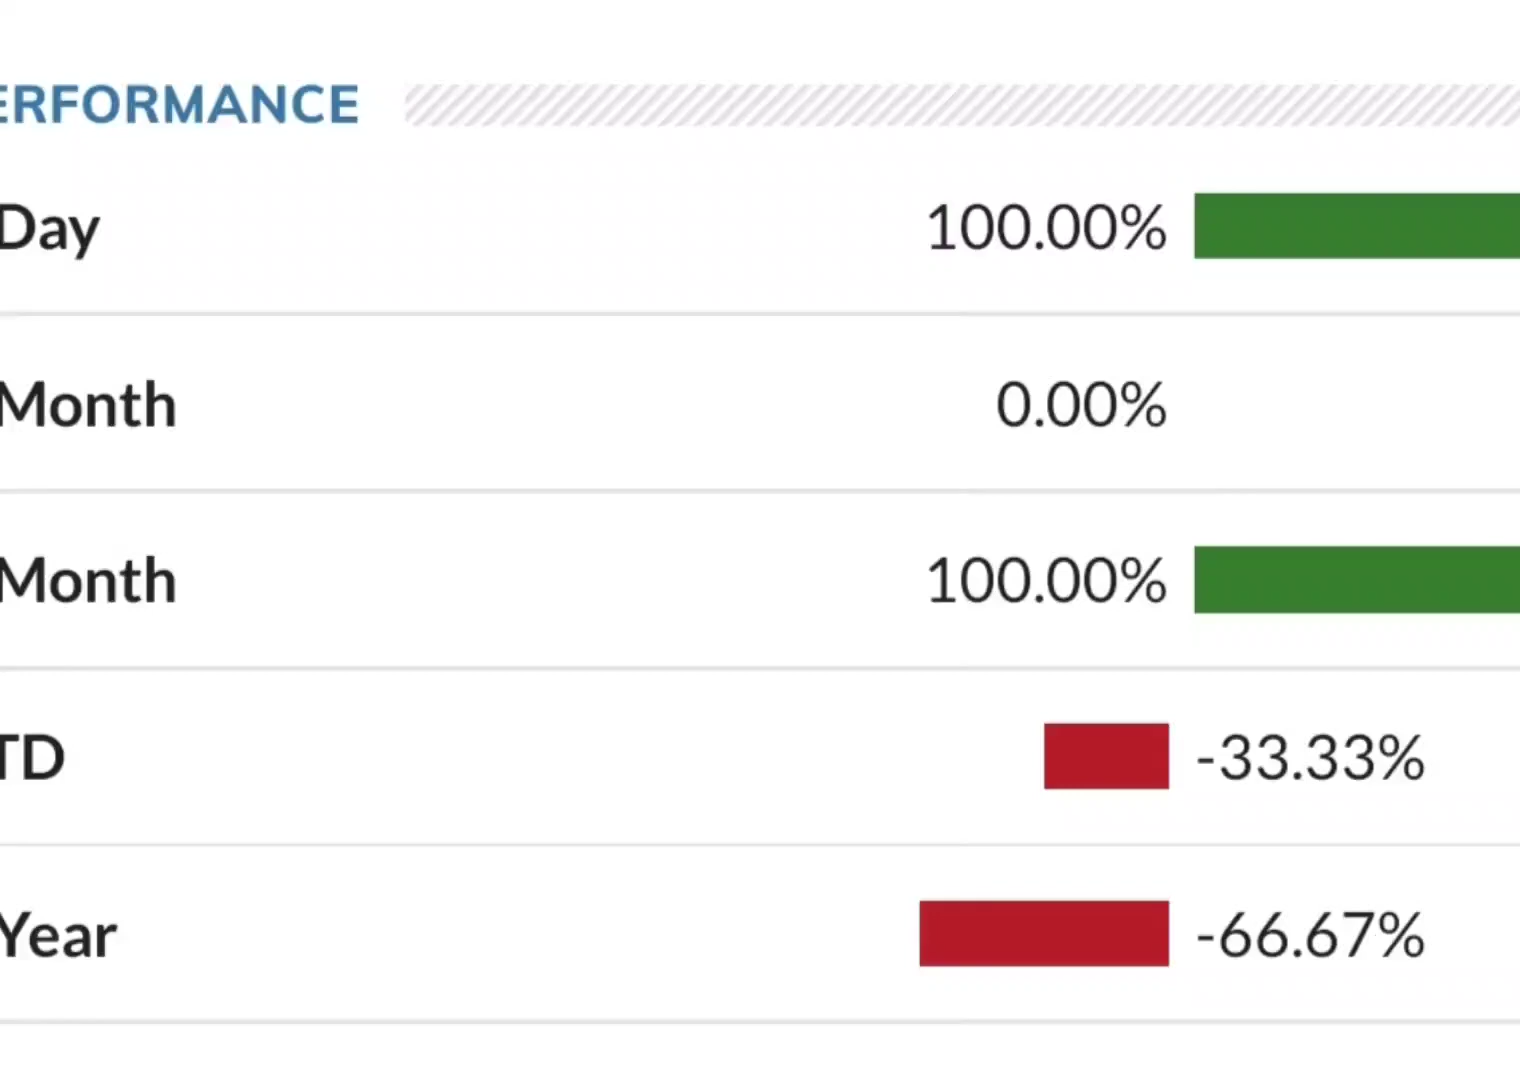 ERFORMANCE
Day 100.00%
Month 0.00%
Month 100.00%
TD -33.33%
Year -66.67%